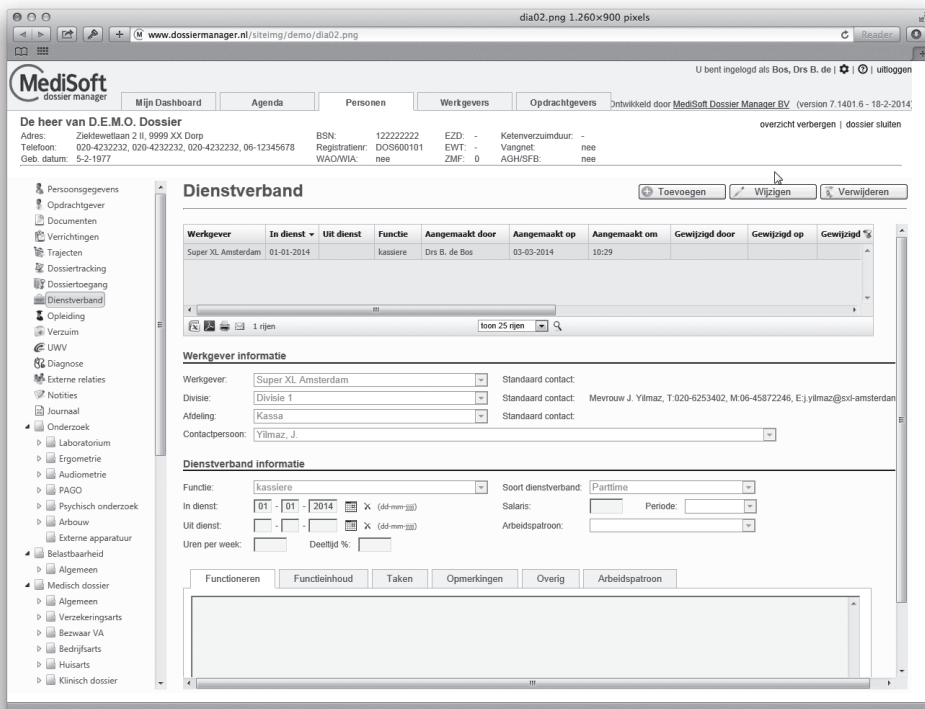 dia02.png 1.260×900 pixels
www.dossiermanager.nl/siteimg/demo/dia02.png
Reader
U bent ingelogd als Bos, Drs B. de | | | uitloggen
MediSoft
dossier manager
Mijn Dashboard Agenda Personen Werkgevers Opdrachtgevers
Ontwikkeld door MediSoft Dossier Manager BV (version 7.1401.6 - 18-2-2014)
De heer van D.E.M.O. Dossier
overzicht verbergen | dossier sluiten
Adres: Zieldewetlaan 2 II, 9999 XX Dorp BSN: 122222222 EZD: - Ketenverzuimduur: -
Telefoon: 020-4232232, 020-4232232, 020-4232232, 06-12345678 Registratienr: DOS600101 EWT: - Vangnet: nee
Geb. datum: 5-2-1977 WAO/WIA: nee ZMF: 0 AGH/SFB: nee
Persoonsgegevens
Opdrachtgever
Documenten
Verrichtingen
Trajecten
Dossiertracking
Dossiertoegang
Dienstverband
Opleiding
Verzuim
UWV
Diagnose
Externe relaties
Notities
Journaal
Onderzoek
Laboratorium
Ergometrie
Audiometrie
PAGO
Psychisch onderzoek
Arbouw
Externe apparatuur
Belastbaarheid
Algemeen
Medisch dossier
Algemeen
Verzekeringsarts
Bezwaar VA
Bedrijfsarts
Huisarts
Klinisch dossier
Dienstverband
Toevoegen Wijzigen Verwijderen
Werkgever In dienst Uit dienst Functie Aangemaakt door Aangemaakt op Aangemaakt om Gewijzigd door Gewijzigd op Gewijzigd
Super XL Amsterdam 01-01-2014 kassiere Drs B. de Bos 03-03-2014 10:29
1 rijen toon 25 rijen
Werkgever informatie
Werkgever: Super XL Amsterdam Standaard contact:
Divisie: Divisie 1 Standaard contact: Mevrouw J. Yilmaz, T:020-6253402, M:06-45872246, E:j.yilmaz@sxl-amsterdan
Afdeling: Kassa Standaard contact:
Contactpersoon: Yilmaz, J.
Dienstverband informatie
Functie: kassiere Soort dienstverband: Parttime
In dienst: 01 - 01 - 2014 (dd-mm-jjjj) Salaris: Periode:
Uit dienst: - - (dd-mm-jjjj) Arbeidspatroon:
Uren per week: Deeltijd %:
Functioneren Functieinhoud Taken Opmerkingen Overig Arbeidspatroon